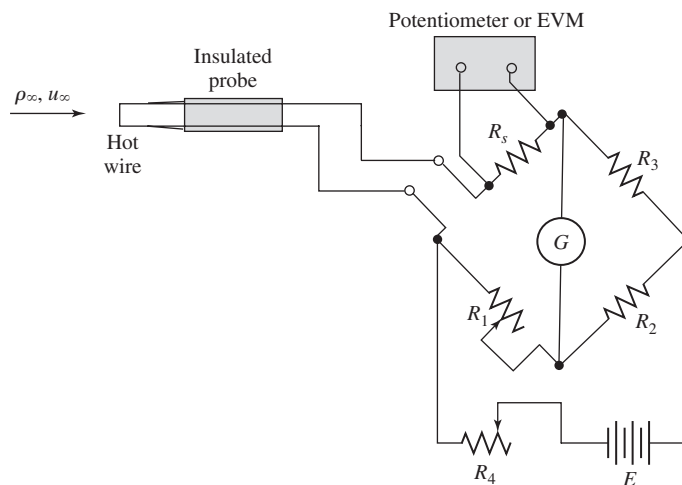 Potentiometer or EVM
Insulated
probe
ρ∞, u∞
Hot
wire
Rs
R3
G
R1
R2
R4
E